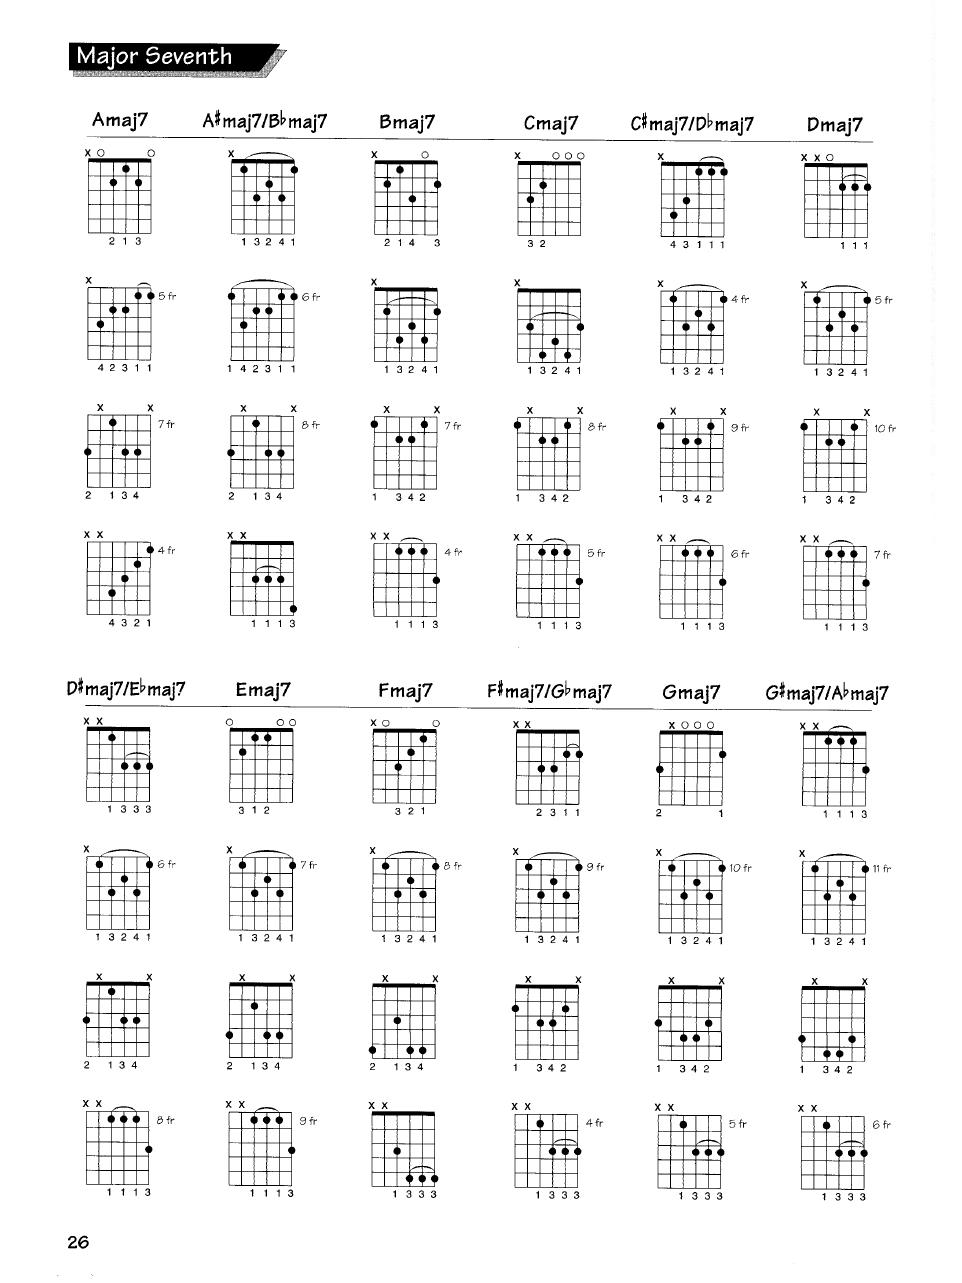 Major Seventh
Amaj7 A#maj7/B♭maj7 Bmaj7 Cmaj7 C#maj7/D♭maj7 Dmaj7
x o o x x o x o o o x x x o
2 1 3 1 3 2 4 1 2 1 4 3 3 2 4 3 1 1 1 1 1 1
x x x x
5 fr 6 fr 4 fr 5 fr
4 2 3 1 1 1 4 2 3 1 1 1 3 2 4 1 1 3 2 4 1 1 3 2 4 1 1 3 2 4 1
x x x x x x x x x x x x
7 fr 8 fr 7 fr 8 fr 9 fr 10 fr
2 1 3 4 2 1 3 4 1 3 4 2 1 3 4 2 1 3 4 2 1 3 4 2
x x x x x x x x x x x x
4 fr 4 fr 5 fr 6 fr 7 fr
4 3 2 1 1 1 1 3 1 1 1 3 1 1 1 3 1 1 1 3 1 1 1 3
D#maj7/E♭maj7 Emaj7 Fmaj7 F#maj7/G♭maj7 Gmaj7 G#maj7/A♭maj7
x x o o o x o o x x x o o o x x
1 3 3 3 3 1 2 3 2 1 2 3 1 1 2 1 1 1 1 3
x x x x x x
6 fr 7 fr 8 fr 9 fr 10 fr 11 fr
1 3 2 4 1 1 3 2 4 1 1 3 2 4 1 1 3 2 4 1 1 3 2 4 1 1 3 2 4 1
x x x x x x x x x x x x
2 1 3 4 2 1 3 4 2 1 3 4 1 3 4 2 1 3 4 2 1 3 4 2
x x x x x x x x x x x x
8 fr 9 fr 4 fr 5 fr 6 fr
1 1 1 3 1 1 1 3 1 3 3 3 1 3 3 3 1 3 3 3 1 3 3 3
26